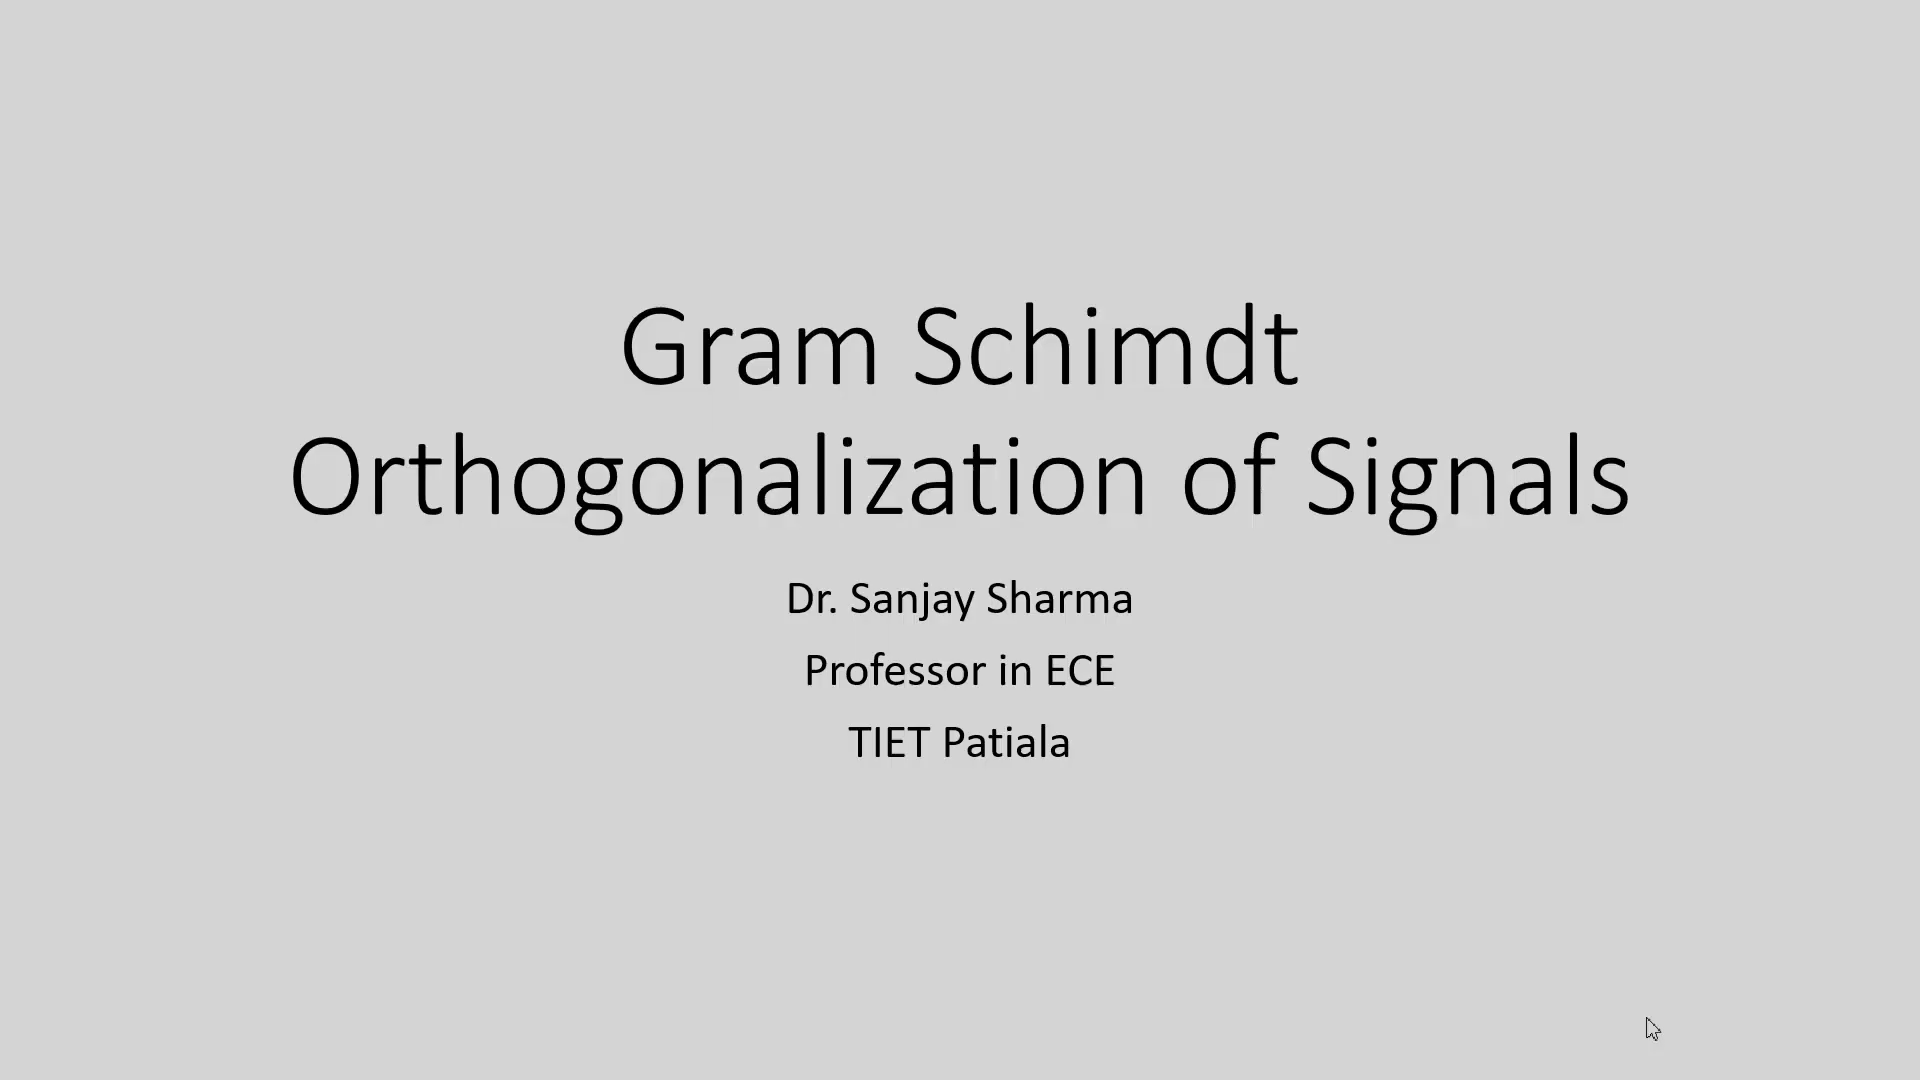 Gram Schimdt
Orthogonalization of Signals
Dr. Sanjay Sharma
Professor in ECE
TIET Patiala